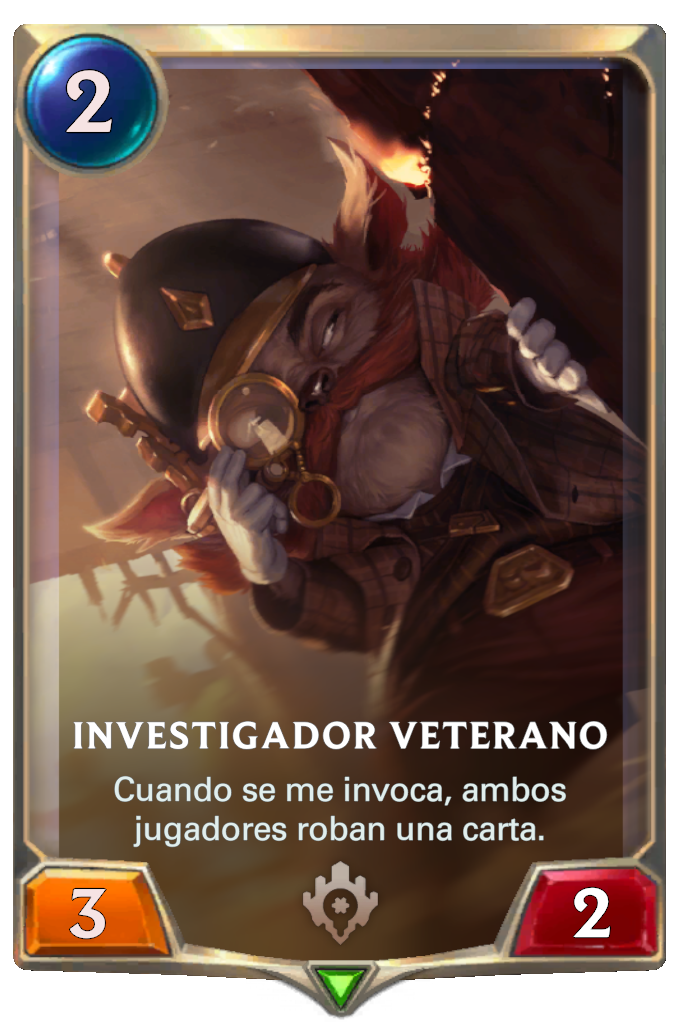 2
INVESTIGADOR VETERANO
Cuando se me invoca, ambos
jugadores roban una carta.
3
2